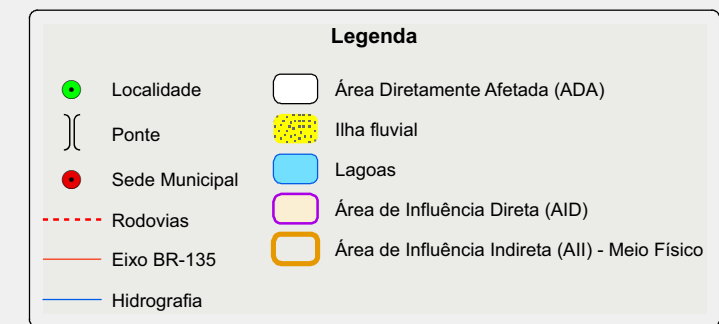 Legenda
Localidade
Ponte
Sede Municipal
Rodovias
Eixo BR-135
Hidrografia
Área Diretamente Afetada (ADA)
Ilha fluvial
Lagoas
Área de Influência Direta (AID)
Área de Influência Indireta (AII) - Meio Físico